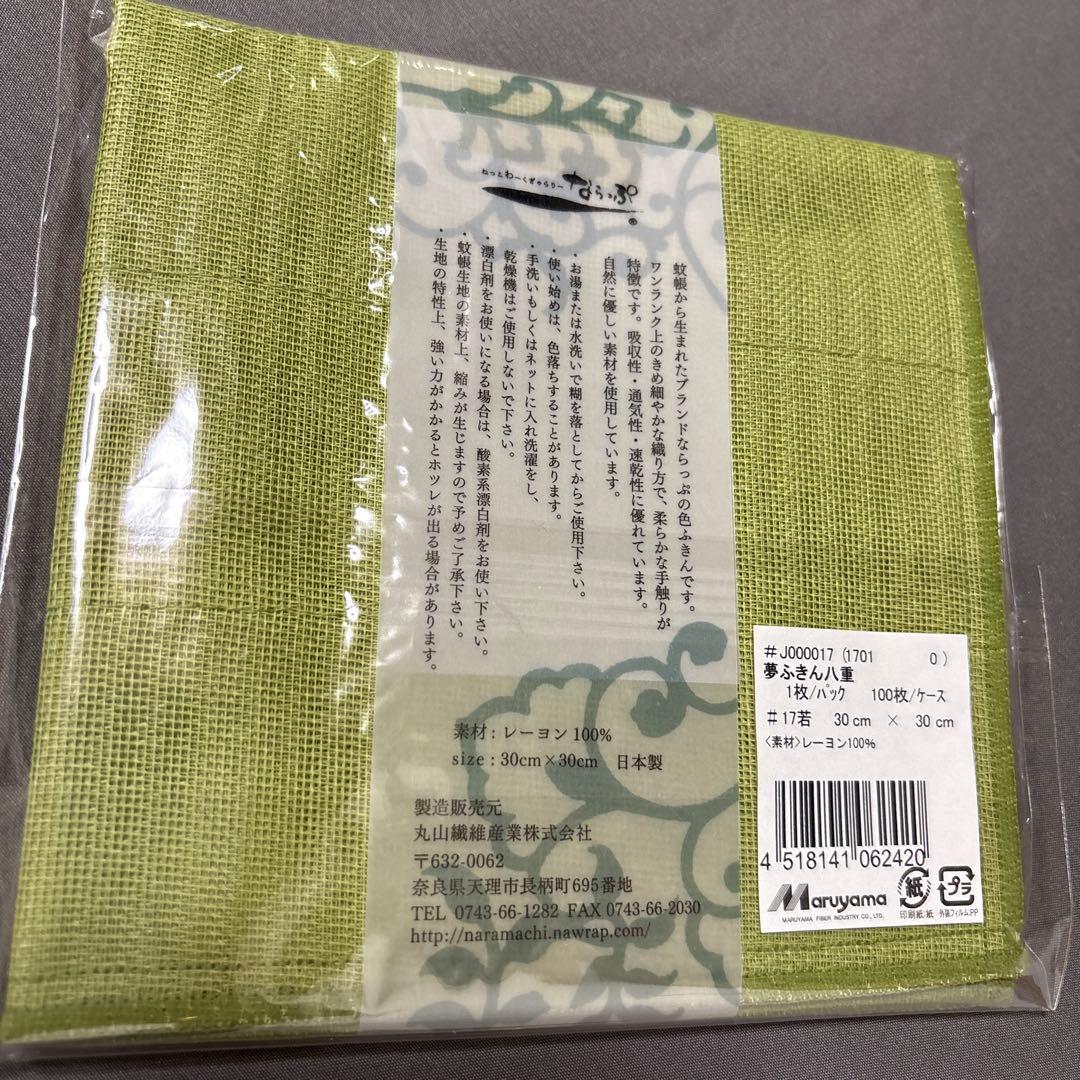 ねっとわーくぎゃらりー
ならっぷ
®
蚊帳から生まれたブランドならっぷの色ふきんです。
ワンランク上のきめ細やかな織り方で、柔らかな手触りが
特徴です。吸収性・通気性・速乾性に優れています。
自然に優しい素材を使用しています。
・お湯または水洗いで糊を落としてからご使用下さい。
・使い始めは、色落ちすることがあります。
・手洗いもしくはネットに入れ洗濯をし、
乾燥機はご使用しないで下さい。
・漂白剤をお使いになる場合は、酸素系漂白剤をお使い下さい。
・蚊帳生地の素材上、縮みが生じますので予めご了承下さい。
・生地の特性上、強い力がかかるとホツレが出る場合があります。
素材：レーヨン100%
size：30cm×30cm 日本製
製造販売元
丸山繊維産業株式会社
〒632-0062
奈良県天理市長柄町695番地
TEL 0743-66-1282 FAX 0743-66-2030
http://naramachi.nawrap.com/
＃J000017 (1701 0 )
夢ふきん八重
1枚/パック 100枚/ケース
＃17若 30cm × 30cm
<素材>レーヨン100%
4 518141 062420
Maruyama
MARUYAMA FIBER INDUSTRY CO., LTD.
紙
印刷紙:紙
プラ
外装フィルム:PP